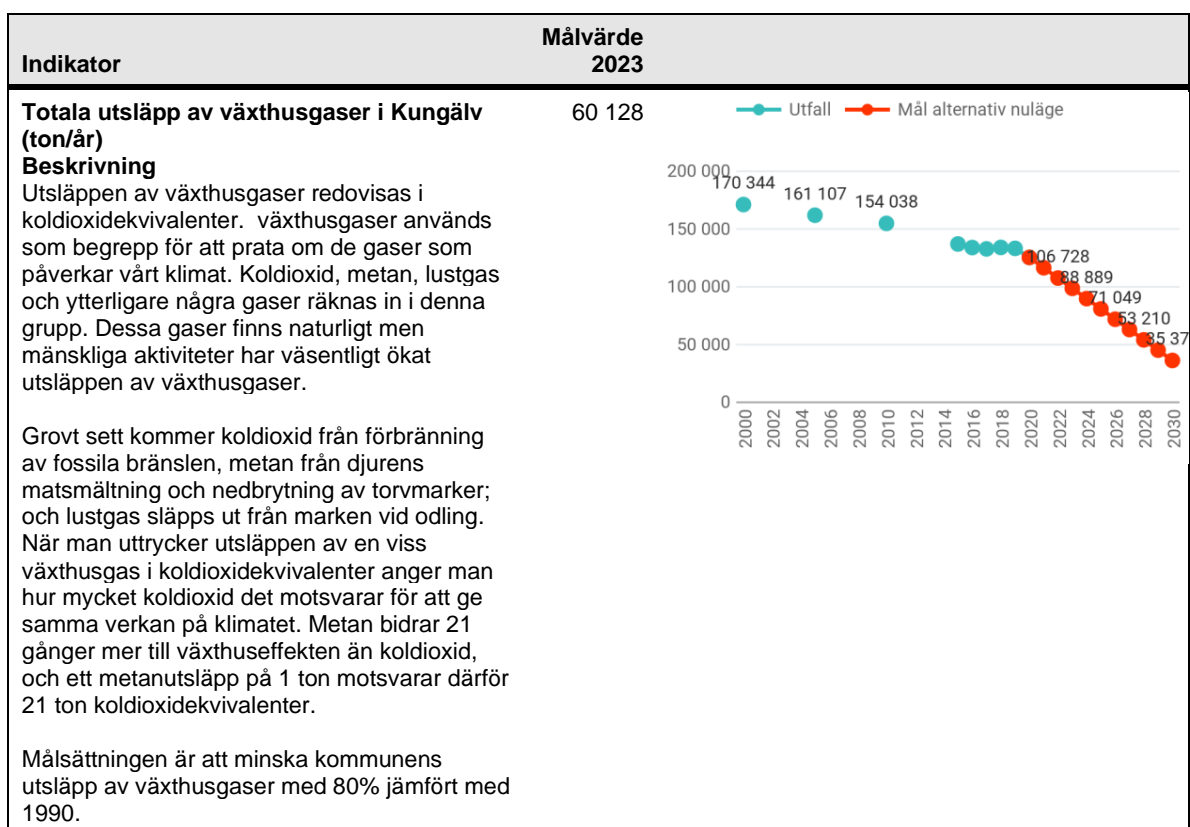 Indikator
Målvärde
2023
Totala utsläpp av växthusgaser i Kungälv
(ton/år)
60 128
Beskrivning
Utsläppen av växthusgaser redovisas i
koldioxidekvivalenter.  växthusgaser används
som begrepp för att prata om de gaser som
påverkar vårt klimat. Koldioxid, metan, lustgas
och ytterligare några gaser räknas in i denna
grupp. Dessa gaser finns naturligt men
mänskliga aktiviteter har väsentligt ökat
utsläppen av växthusgaser.
Grovt sett kommer koldioxid från förbränning
av fossila bränslen, metan från djurens
matsmältning och nedbrytning av torvmarker;
och lustgas släpps ut från marken vid odling.
När man uttrycker utsläppen av en viss
växthusgas i koldioxidekvivalenter anger man
hur mycket koldioxid det motsvarar för att ge
samma verkan på klimatet. Metan bidrar 21
gånger mer till växthuseffekten än koldioxid,
och ett metanutsläpp på 1 ton motsvarar därför
21 ton koldioxidekvivalenter.
Målsättningen är att minska kommunens
utsläpp av växthusgaser med 80% jämfört med
1990.
Utfall
Mål alternativ nuläge
200 000
150 000
100 000
50 000
0
170 344
161 107
154 038
106 728
88 889
71 049
53 210
35 37
2000
2002
2004
2006
2008
2010
2012
2014
2016
2018
2020
2022
2024
2026
2028
2030